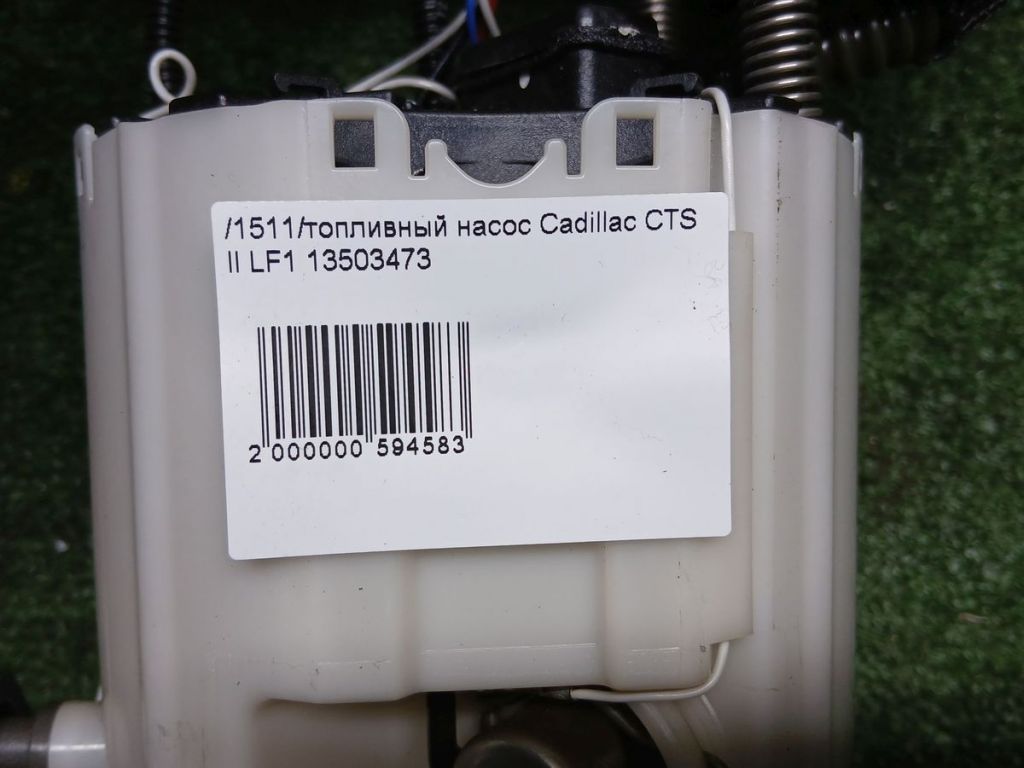 /1511/топливный насос Cadillac CTS
II LF1 13503473
2 000000 594583